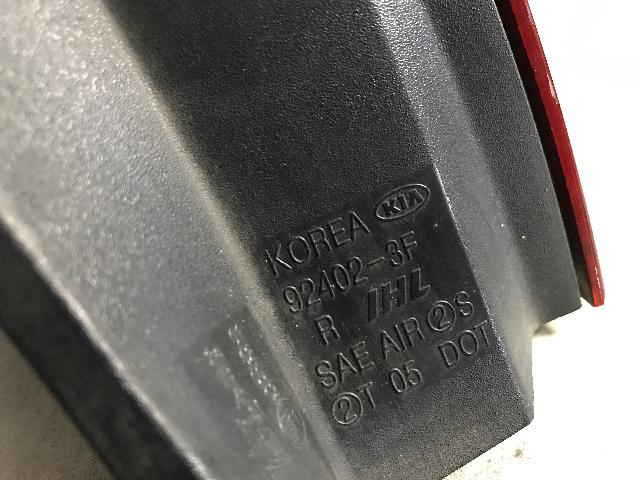 KOREA KIA
92402-3F
R IHL
SAE AIR ② S
② T 05 DOT